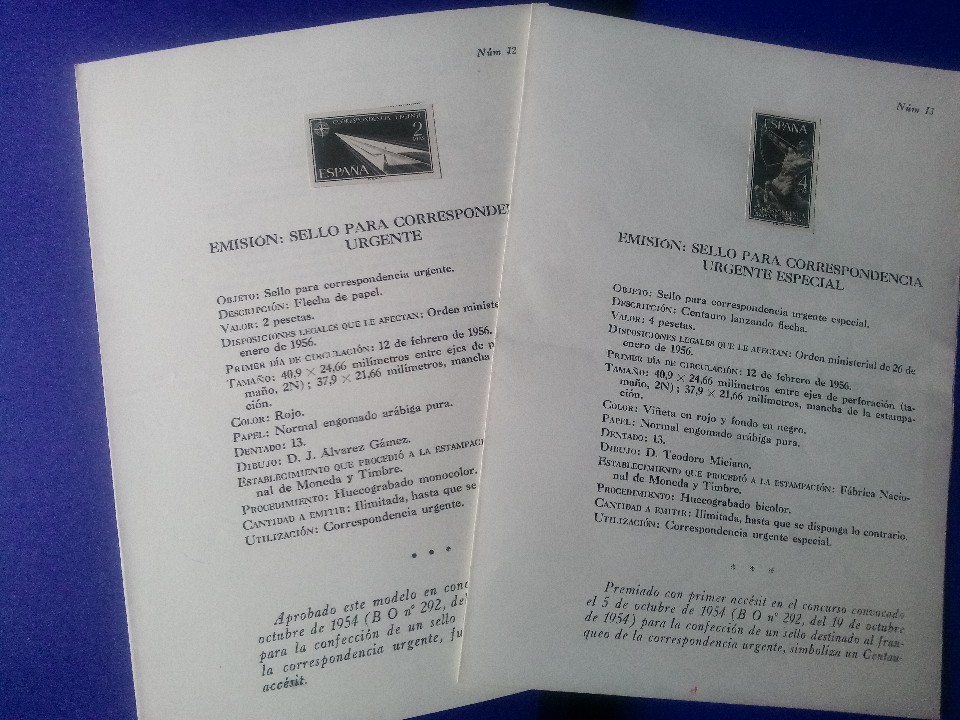 Núm 12
CORRESPONDENCIA URGENTE
2
PTAS
ESPAÑA
EMISIÓN: SELLO PARA CORRESPONDE
URGENTE
OBJETO: Sello para correspondencia urgente.
DESCRIPCIÓN: Flecha de papel.
VALOR: 2 pesetas.
DISPOSICIONES LEGALES QUE LE AFECTAN: Orden ministe
enero de 1956.
PRIMER DÍA DE CIRCULACIÓN: 12 de febrero de 1956.
TAMAÑO: 40,9 × 24,66 milímetros entre ejes de p
maño, 2N); 37,9 × 21,66 milímetros, mancha
ción.
COLOR: Rojo.
PAPEL: Normal engomado arábiga pura.
DENTADO: 13.
DIBUJO: D. J. Álvarez Gámez.
ESTABLECIMIENTO QUE PROCEDIÓ A LA ESTAMPACI
nal de Moneda y Timbre.
PROCEDIMIENTO: Huecograbado monocolor.
CANTIDAD A EMITIR: Ilimitada, hasta que se
UTILIZACIÓN: Correspondencia urgente.
* * *
Aprobado este modelo en conc
octubre de 1954 (B O nº 292, del
para la confección de un sello
la correspondencia urgente, fu
accésit.
Núm 13
ESPAÑA
4
EMISIÓN: SELLO PARA CORRESPONDENCIA
URGENTE ESPECIAL
OBJETO: Sello para correspondencia urgente especial.
DESCRIPCIÓN: Centauro lanzando flecha.
VALOR: 4 pesetas.
DISPOSICIONES LEGALES QUE LE AFECTAN: Orden ministerial de 26 de
enero de 1956.
PRIMER DÍA DE CIRCULACIÓN: 12 de febrero de 1956.
TAMAÑO: 40,9 × 24,66 milímetros entre ejes de perforación (ta-
maño, 2N); 37,9 × 21,66 milímetros, mancha de la estampa-
ción.
COLOR: Viñeta en rojo y fondo en negro.
PAPEL: Normal engomado arábiga pura.
DENTADO: 13.
DIBUJO: D. Teodoro Miciano.
ESTABLECIMIENTO QUE PROCEDIÓ A LA ESTAMPACIÓN: Fábrica Nacio-
nal de Moneda y Timbre.
PROCEDIMIENTO: Huecograbado bicolor.
CANTIDAD A EMITIR: Ilimitada, hasta que se disponga lo contrario.
UTILIZACIÓN: Correspondencia urgente especial.
* * *
Premiado con primer accésit en el concurso convocado
el 5 de octubre de 1954 (B O nº 292, del 19 de octubre
de 1954) para la confección de un sello destinado al fran-
queo de la correspondencia urgente, simboliza un Centau-